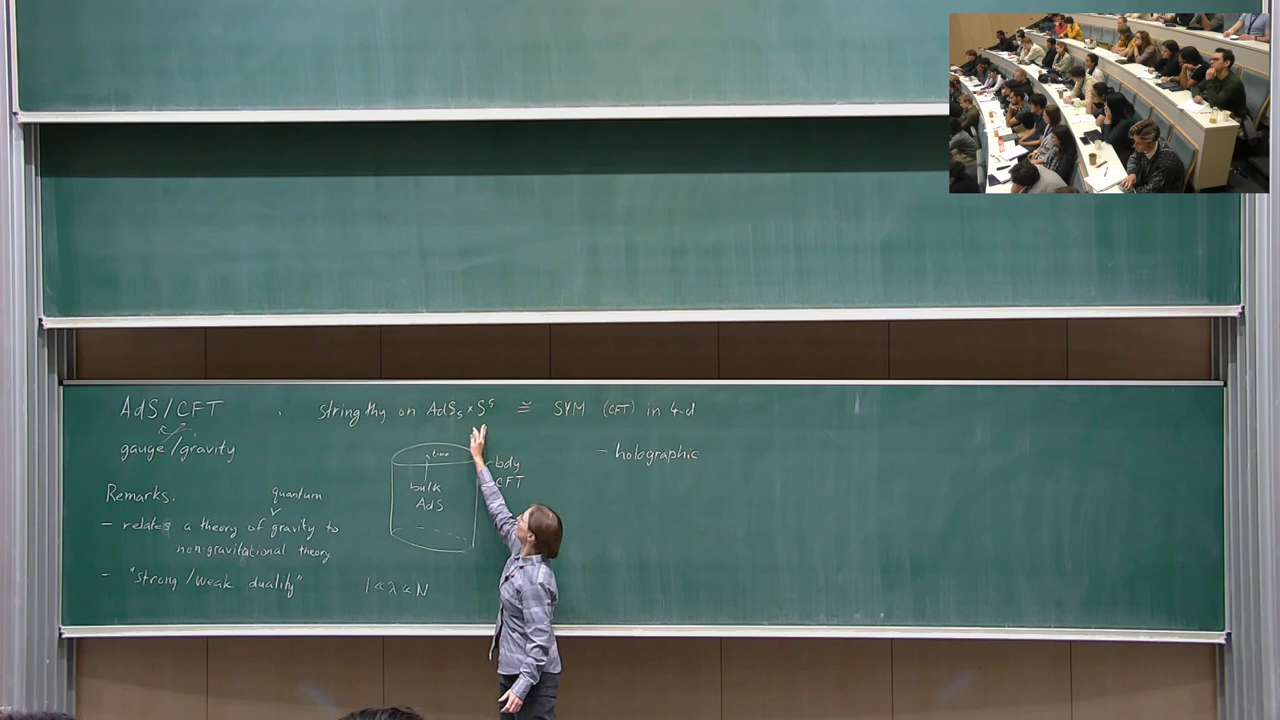 AdS/CFT
gauge/gravity
Remarks.
quantum
- relates a theory of gravity to
non-gravitational theory
- "strong/weak duality"
1 << λ << N
string thy on AdS₅ × S⁵ ≅ SYM (CFT) in 4-d
time
bdy
CFT
bulk
AdS
- holographic